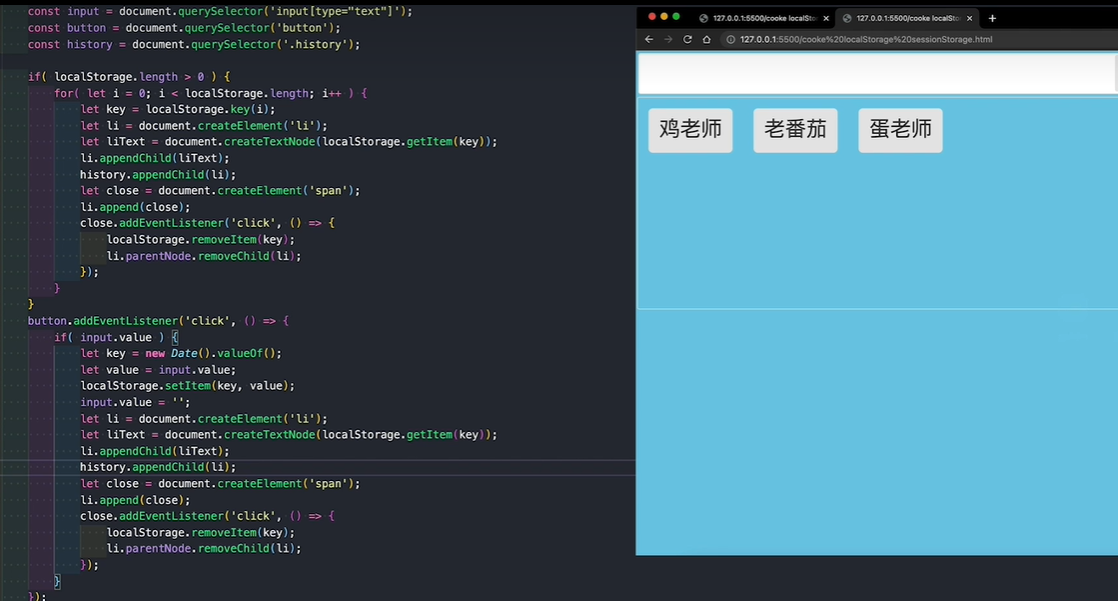 const input = document.querySelector('input[type="text"]');
const button = document.querySelector('button');
const history = document.querySelector('.history');
if( localStorage.length > 0 ) {
for( let i = 0; i < localStorage.length; i++ ) {
let key = localStorage.key(i);
let li = document.createElement('li');
let liText = document.createTextNode(localStorage.getItem(key));
li.appendChild(liText);
history.appendChild(li);
let close = document.createElement('span');
li.append(close);
close.addEventListener('click', () => {
localStorage.removeItem(key);
li.parentNode.removeChild(li);
});
}
}
button.addEventListener('click', () => {
if( input.value ) {
let key = new Date().valueOf();
let value = input.value;
localStorage.setItem(key, value);
input.value = '';
let li = document.createElement('li');
let liText = document.createTextNode(localStorage.getItem(key));
li.appendChild(liText);
history.appendChild(li);
let close = document.createElement('span');
li.append(close);
close.addEventListener('click', () => {
localStorage.removeItem(key);
li.parentNode.removeChild(li);
});
}
});
127.0.0.1:5500/cooke localSto × 127.0.0.1:5500/cooke localSto × +
127.0.0.1:5500/cooke%20localStorage%20sessionStorage.html
鸡老师 老番茄 蛋老师